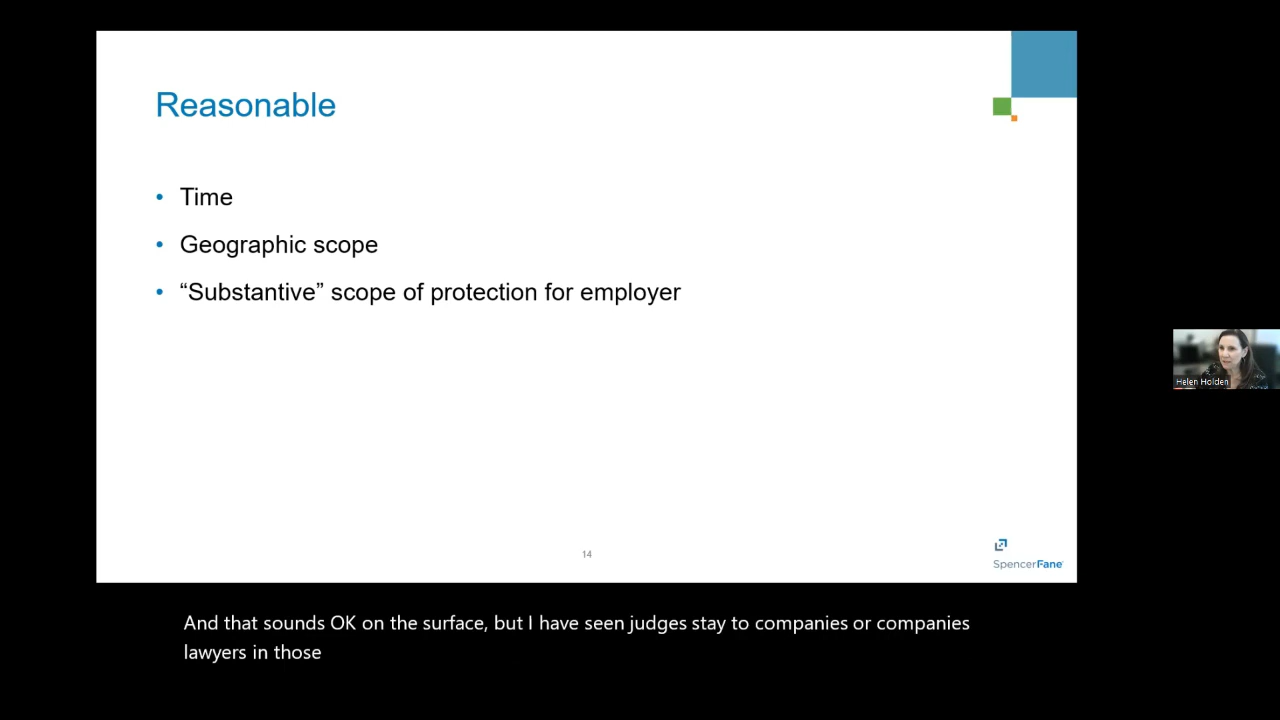 Reasonable
• Time
• Geographic scope
• “Substantive” scope of protection for employer
Helen Holden
14
SpencerFane
And that sounds OK on the surface, but I have seen judges stay to companies or companies
lawyers in those